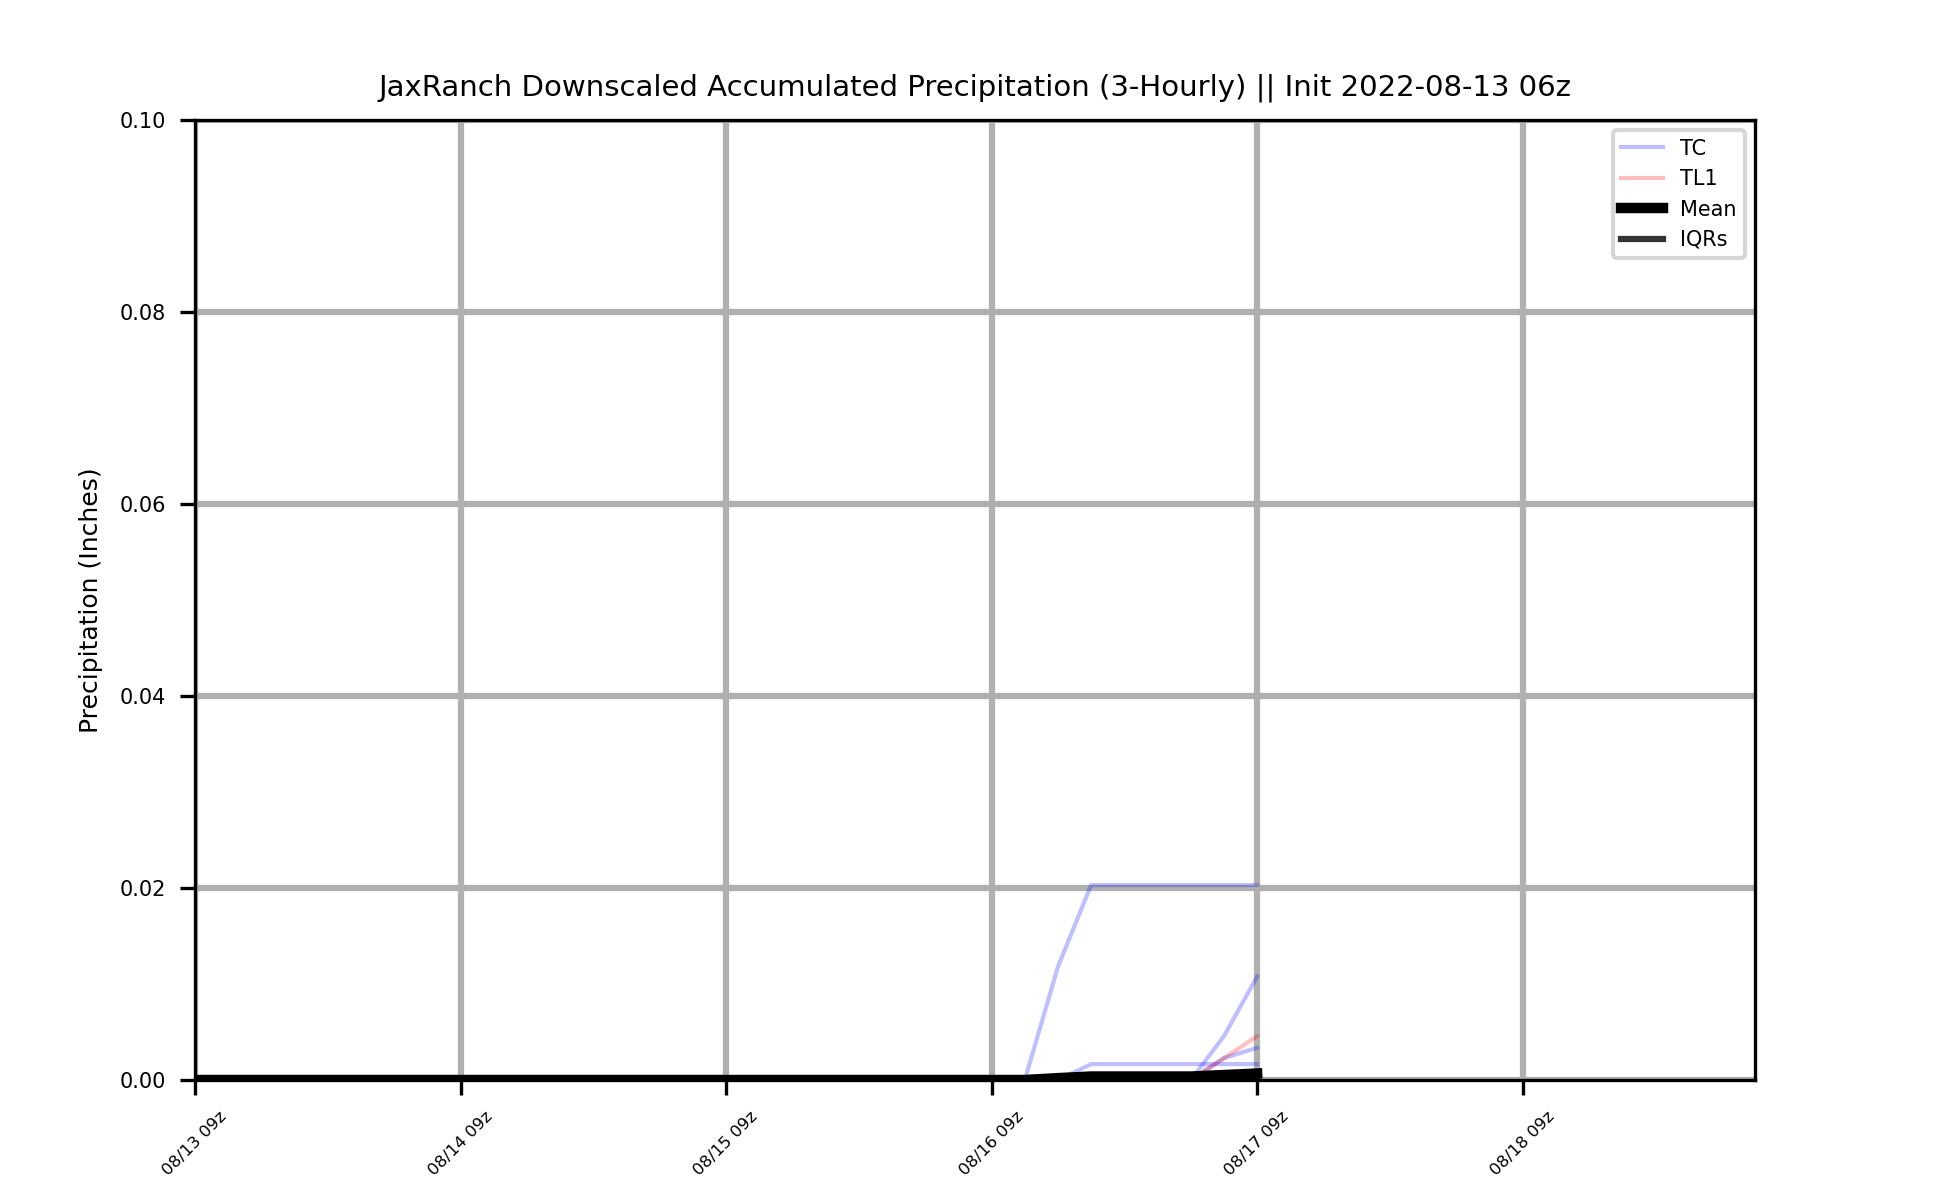 JaxRanch Downscaled Accumulated Precipitation (3-Hourly) || Init 2022-08-13 06z
0.10
0.08
0.06
0.04
0.02
0.00
Precipitation (Inches)
TC
TL1
Mean
IQRs
08/13 09z
08/14 09z
08/15 09z
08/16 09z
08/17 09z
08/18 09z